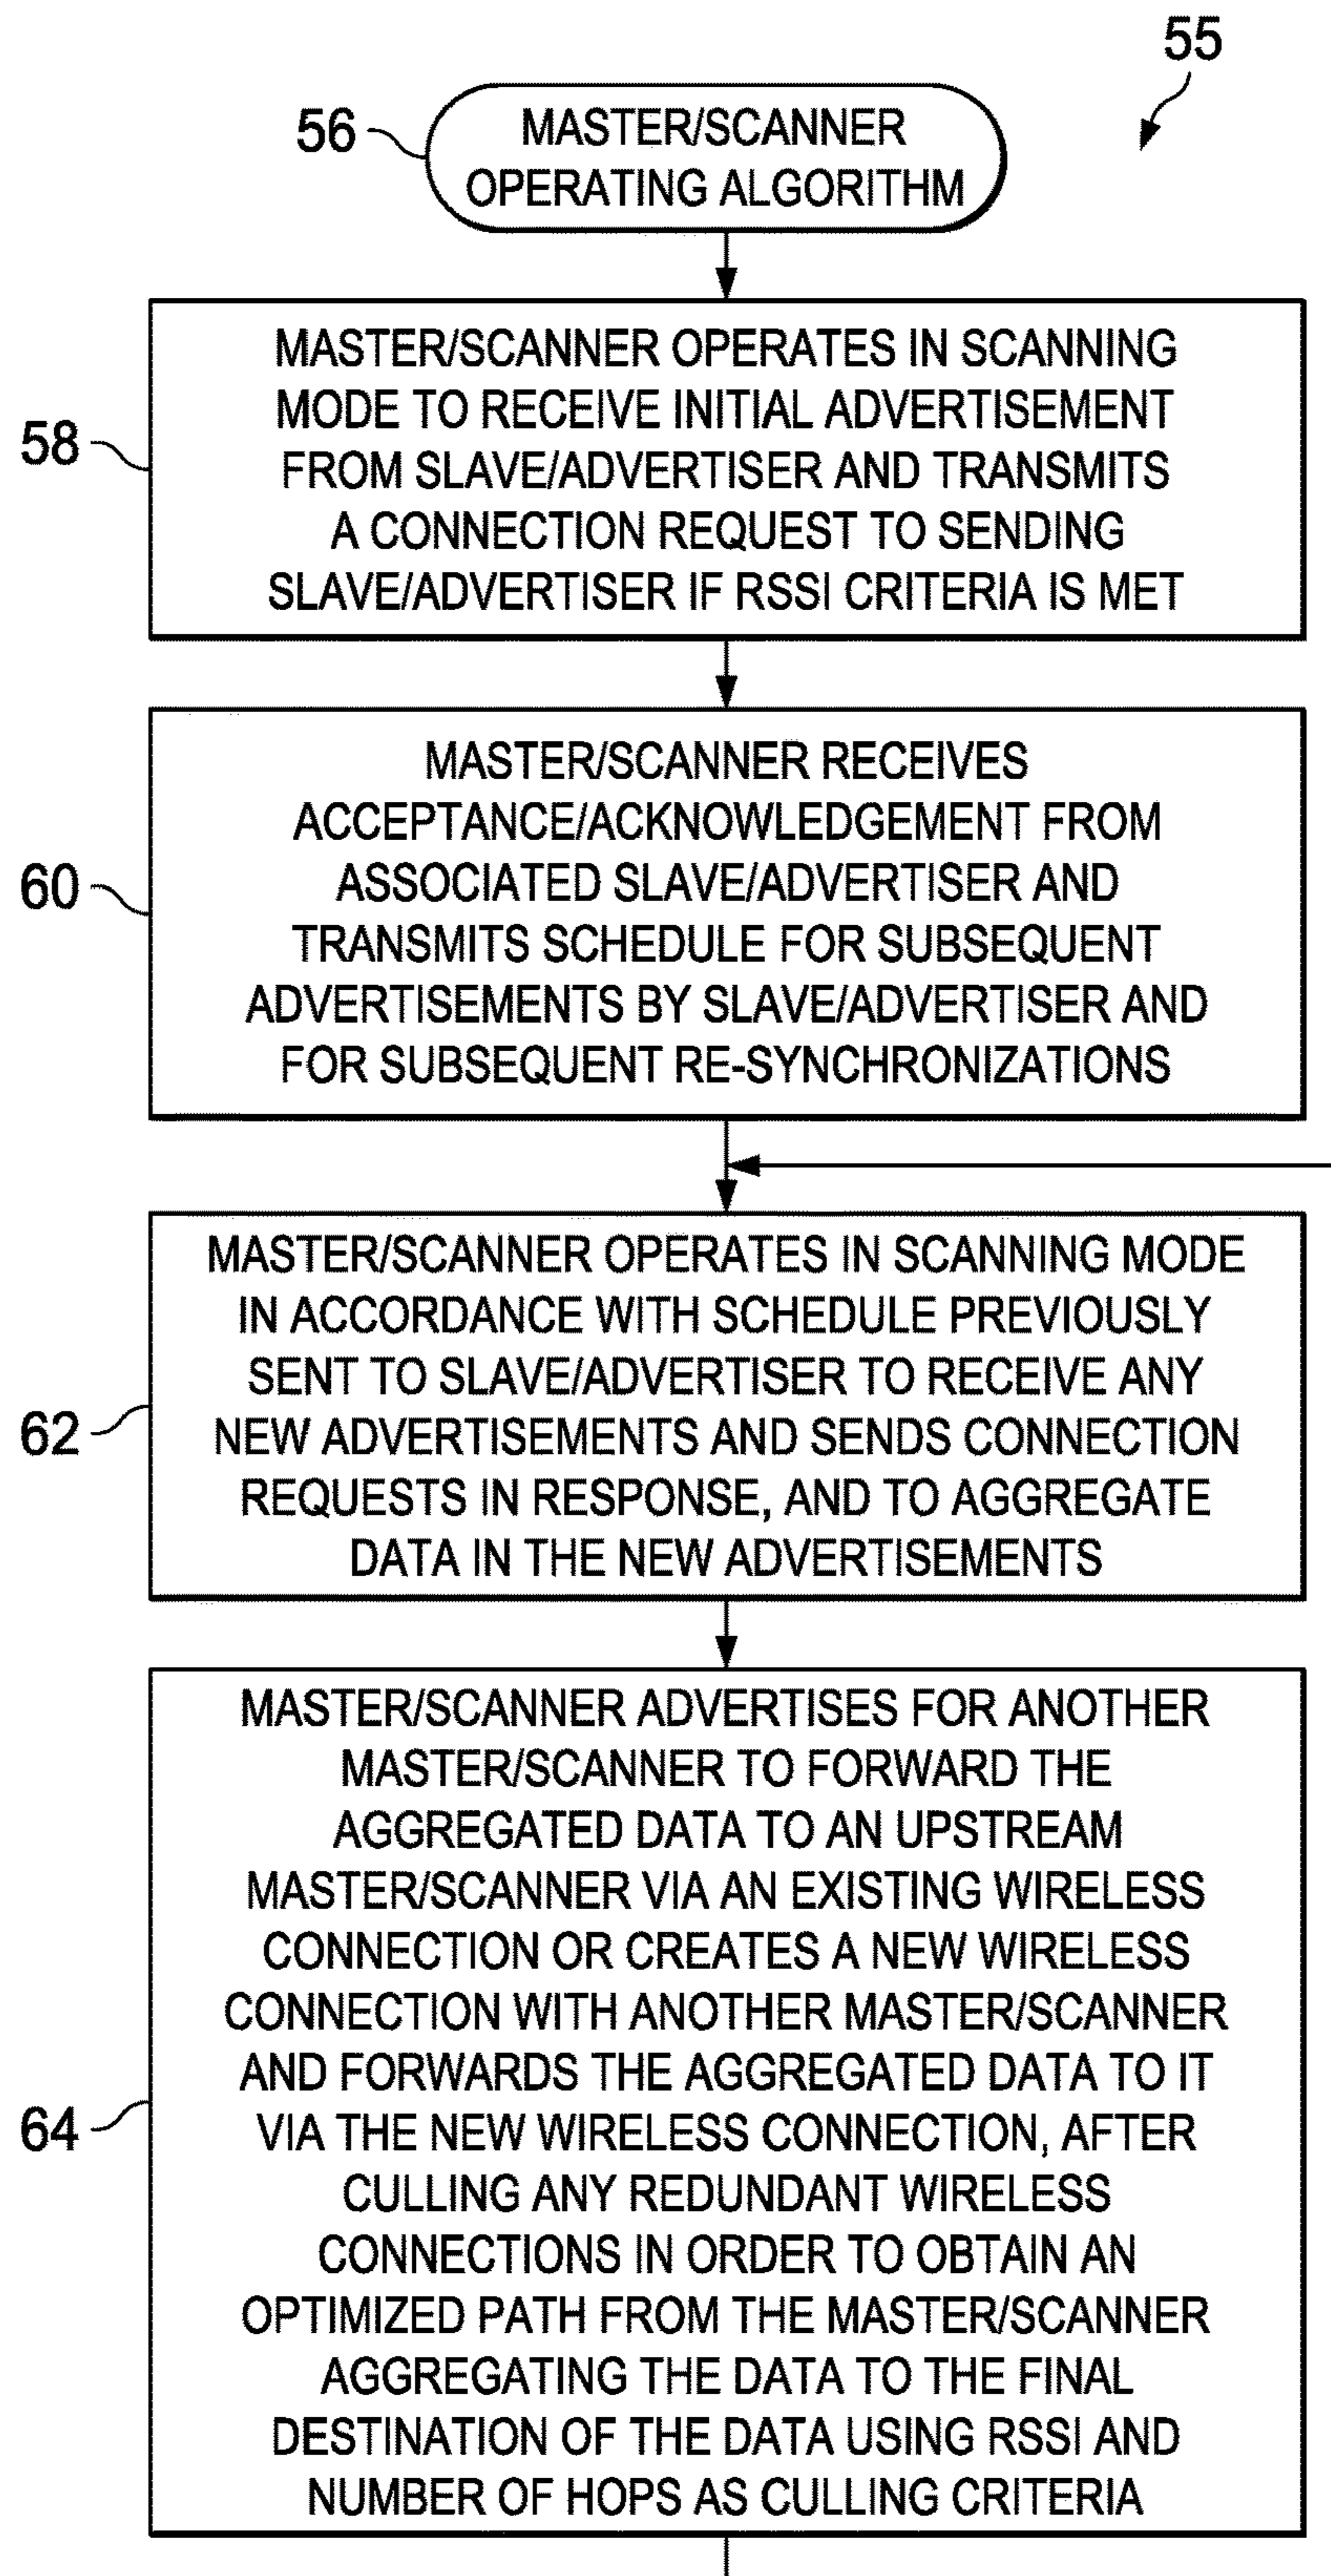 55
56
MASTER/SCANNER
OPERATING ALGORITHM
58
MASTER/SCANNER OPERATES IN SCANNING
MODE TO RECEIVE INITIAL ADVERTISEMENT
FROM SLAVE/ADVERTISER AND TRANSMITS
A CONNECTION REQUEST TO SENDING
SLAVE/ADVERTISER IF RSSI CRITERIA IS MET
60
MASTER/SCANNER RECEIVES
ACCEPTANCE/ACKNOWLEDGEMENT FROM
ASSOCIATED SLAVE/ADVERTISER AND
TRANSMITS SCHEDULE FOR SUBSEQUENT
ADVERTISEMENTS BY SLAVE/ADVERTISER AND
FOR SUBSEQUENT RE-SYNCHRONIZATIONS
62
MASTER/SCANNER OPERATES IN SCANNING MODE
IN ACCORDANCE WITH SCHEDULE PREVIOUSLY
SENT TO SLAVE/ADVERTISER TO RECEIVE ANY
NEW ADVERTISEMENTS AND SENDS CONNECTION
REQUESTS IN RESPONSE, AND TO AGGREGATE
DATA IN THE NEW ADVERTISEMENTS
64
MASTER/SCANNER ADVERTISES FOR ANOTHER
MASTER/SCANNER TO FORWARD THE
AGGREGATED DATA TO AN UPSTREAM
MASTER/SCANNER VIA AN EXISTING WIRELESS
CONNECTION OR CREATES A NEW WIRELESS
CONNECTION WITH ANOTHER MASTER/SCANNER
AND FORWARDS THE AGGREGATED DATA TO IT
VIA THE NEW WIRELESS CONNECTION, AFTER
CULLING ANY REDUNDANT WIRELESS
CONNECTIONS IN ORDER TO OBTAIN AN
OPTIMIZED PATH FROM THE MASTER/SCANNER
AGGREGATING THE DATA TO THE FINAL
DESTINATION OF THE DATA USING RSSI AND
NUMBER OF HOPS AS CULLING CRITERIA